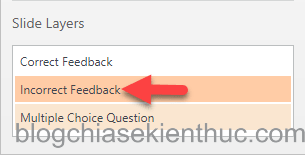 Slide Layers
Correct Feedback
Incorrect Feedback
Multiple Choice Question
blogchiasekienthuc.com